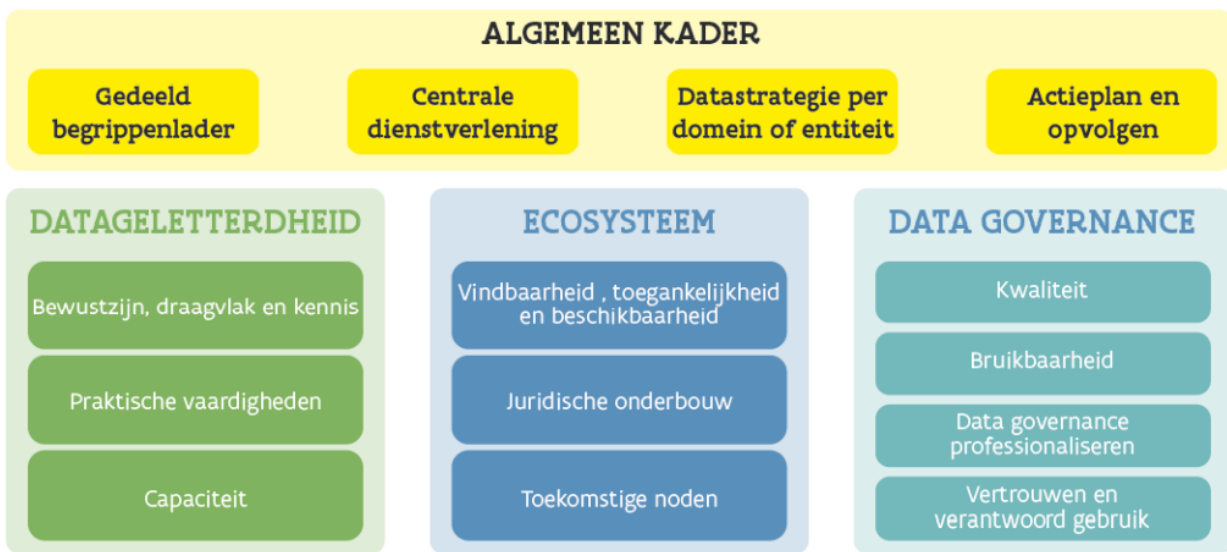 ALGEMEEN KADER
Gedeeld
begrippenlader
Centrale
dienstverlening
Datastrategie per
domein of entiteit
Actieplan en
opvolgen
DATAGELETTERDHEID
Bewustzijn, draagvlak en kennis
Praktische vaardigheden
Capaciteit
ECOSYSTEEM
Vindbaarheid , toegankelijkheid
en beschikbaarheid
Juridische onderbouw
Toekomstige noden
DATA GOVERNANCE
Kwaliteit
Bruikbaarheid
Data governance
professionaliseren
Vertrouwen en
verantwoord gebruik